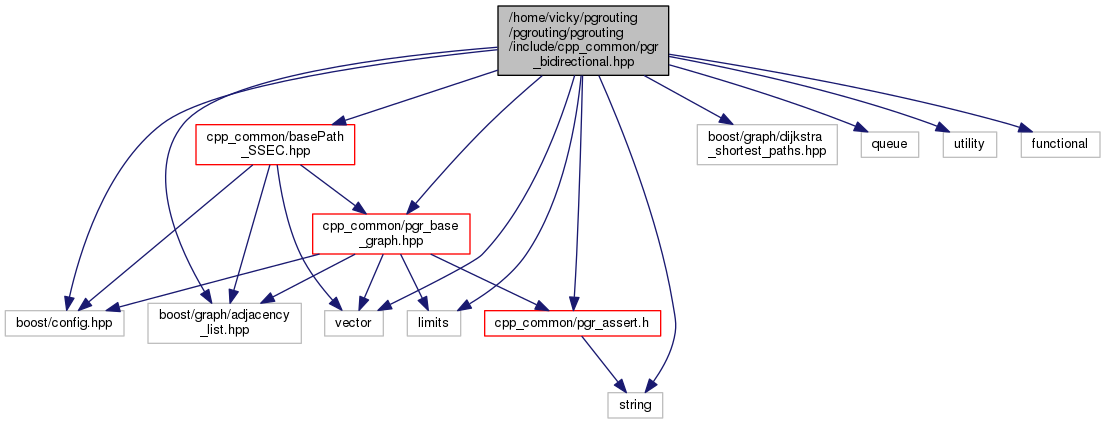 /home/vicky/pgrouting
/pgrouting/pgrouting
/include/cpp_common/pgr
_bidirectional.hpp
cpp_common/basePath
_SSEC.hpp
boost/graph/dijkstra
_shortest_paths.hpp
queue
utility
functional
cpp_common/pgr_base
_graph.hpp
boost/config.hpp
boost/graph/adjacency
_list.hpp
vector
limits
cpp_common/pgr_assert.h
string